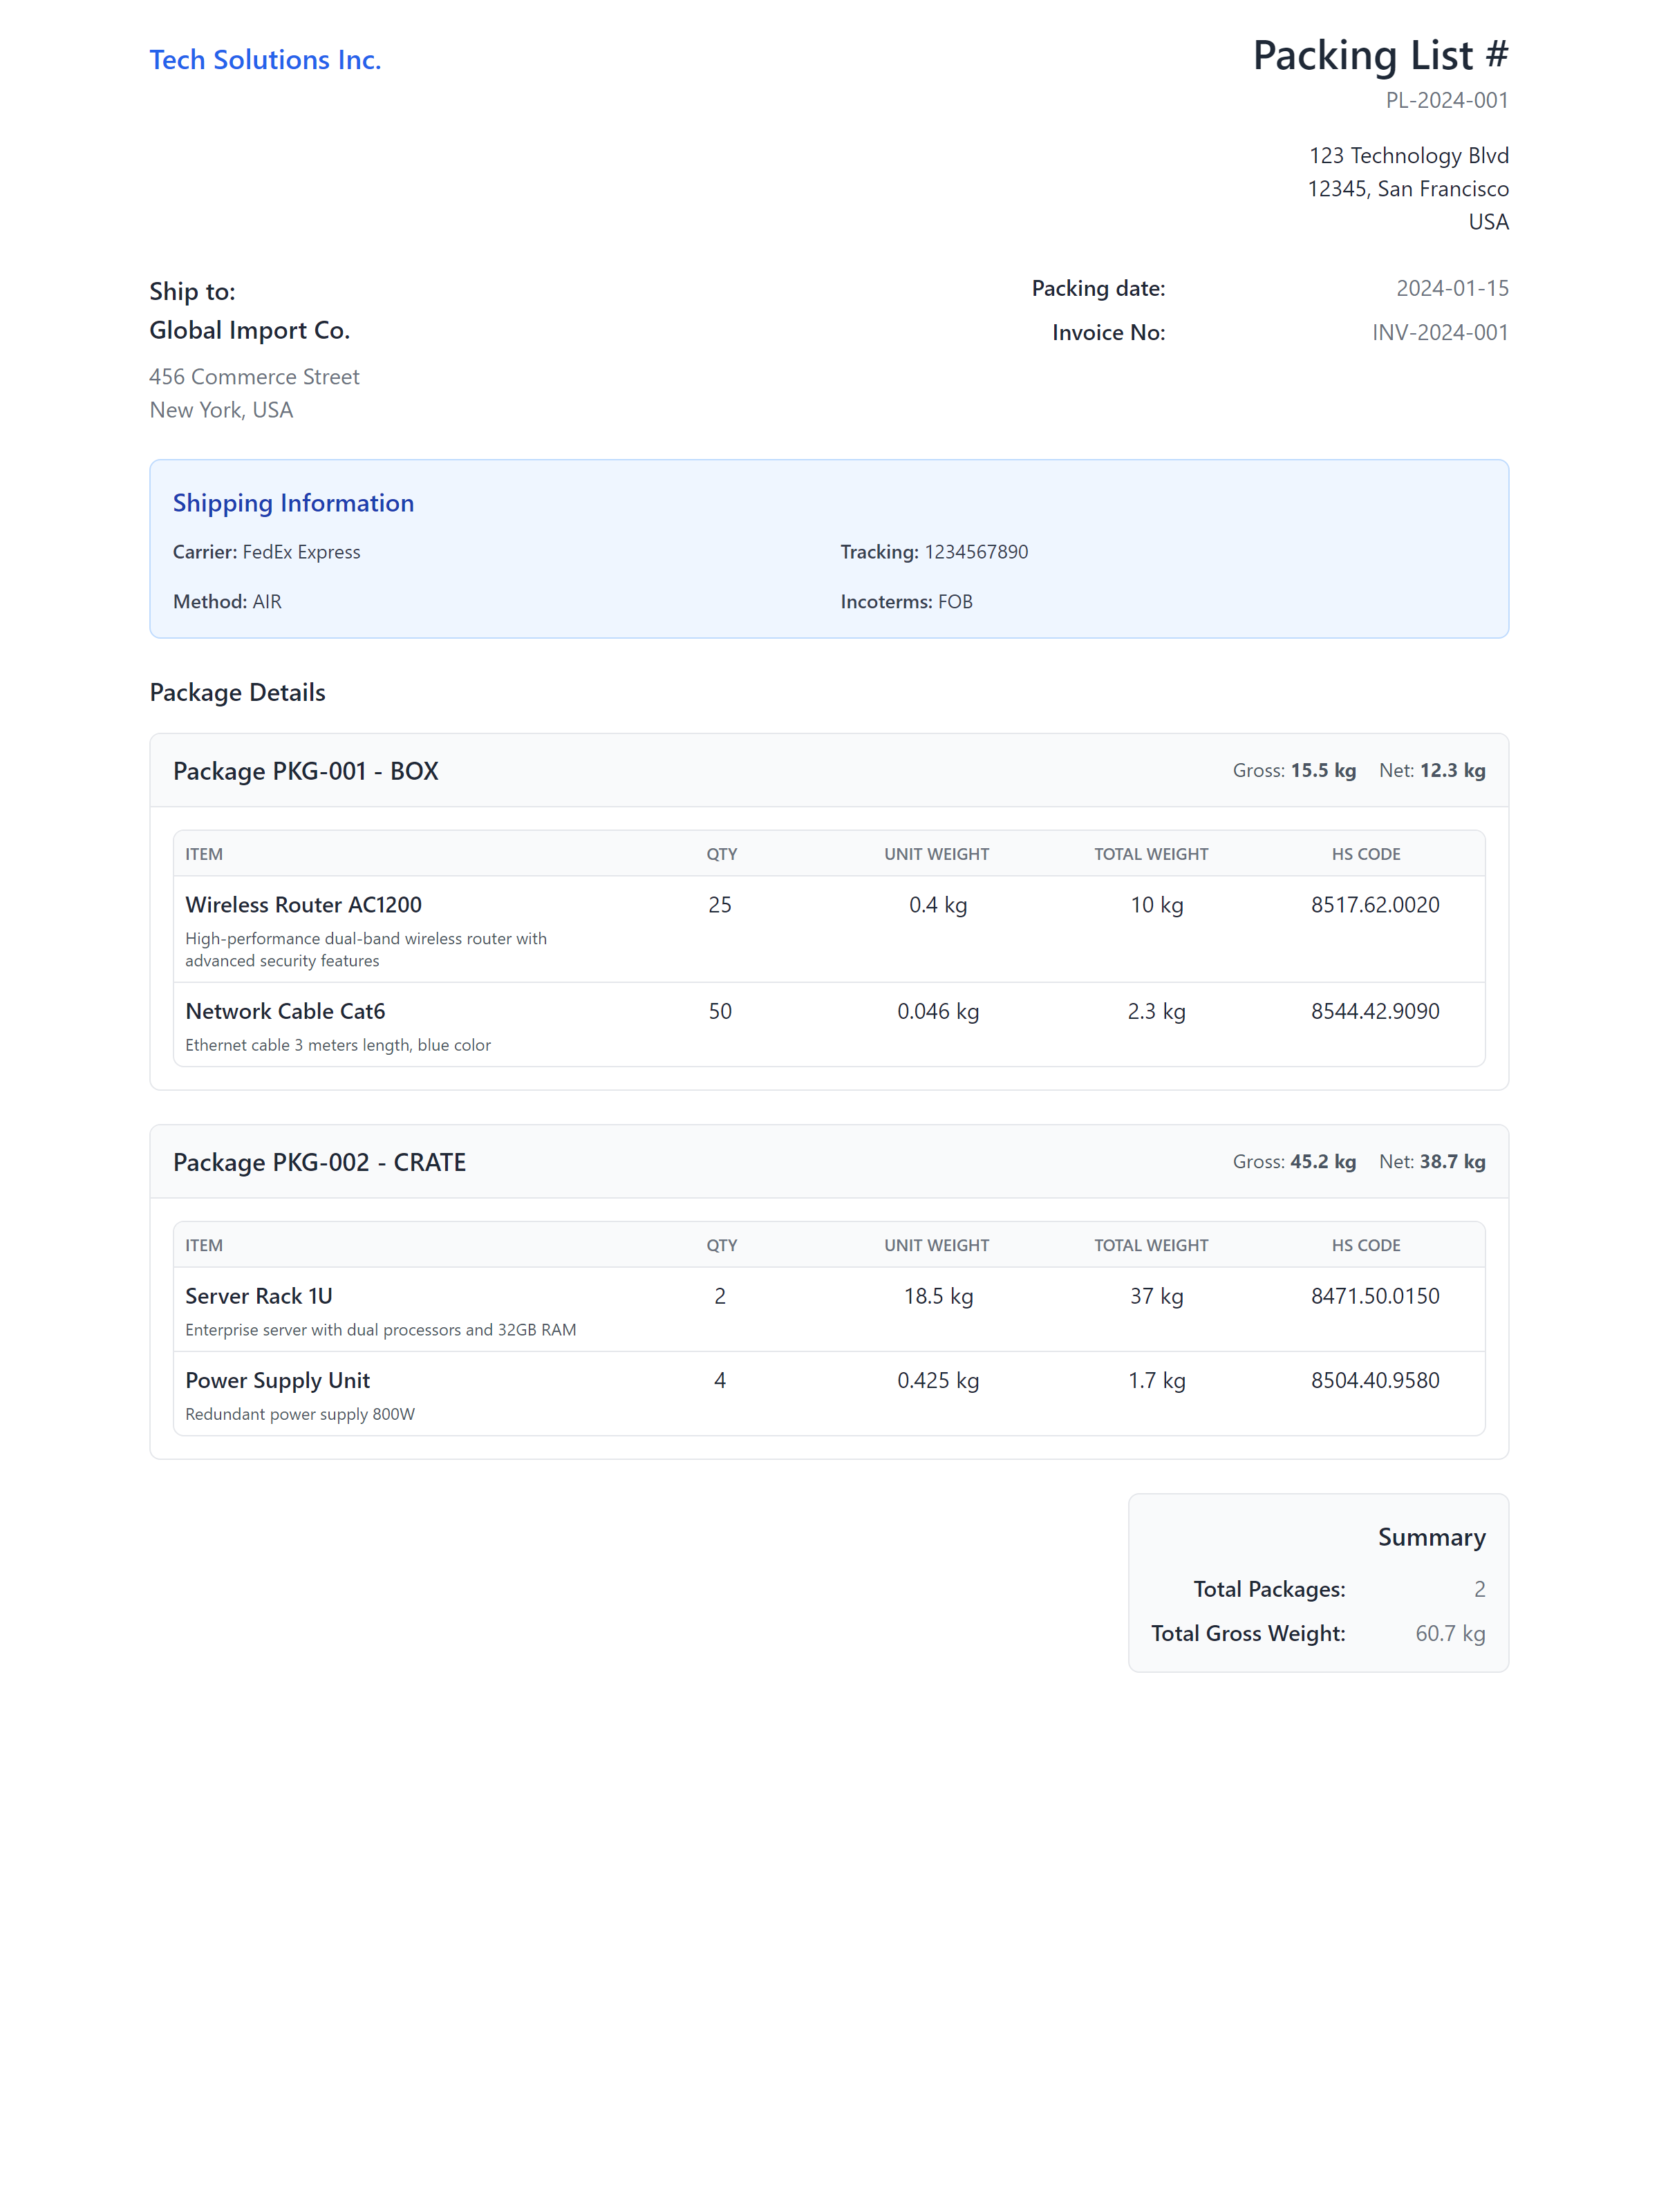 Tech Solutions Inc.
Packing List #
PL-2024-001
123 Technology Blvd
12345, San Francisco
USA
Ship to:
Global Import Co.
456 Commerce Street
New York, USA
Packing date: 2024-01-15
Invoice No: INV-2024-001
Shipping Information
Carrier: FedEx Express Tracking: 1234567890
Method: AIR Incoterms: FOB
Package Details
Package PKG-001 - BOX Gross: 15.5 kg Net: 12.3 kg
ITEM QTY UNIT WEIGHT TOTAL WEIGHT HS CODE
Wireless Router AC1200 25 0.4 kg 10 kg 8517.62.0020
High-performance dual-band wireless router with
advanced security features
Network Cable Cat6 50 0.046 kg 2.3 kg 8544.42.9090
Ethernet cable 3 meters length, blue color
Package PKG-002 - CRATE Gross: 45.2 kg Net: 38.7 kg
ITEM QTY UNIT WEIGHT TOTAL WEIGHT HS CODE
Server Rack 1U 2 18.5 kg 37 kg 8471.50.0150
Enterprise server with dual processors and 32GB RAM
Power Supply Unit 4 0.425 kg 1.7 kg 8504.40.9580
Redundant power supply 800W
Summary
Total Packages: 2
Total Gross Weight: 60.7 kg